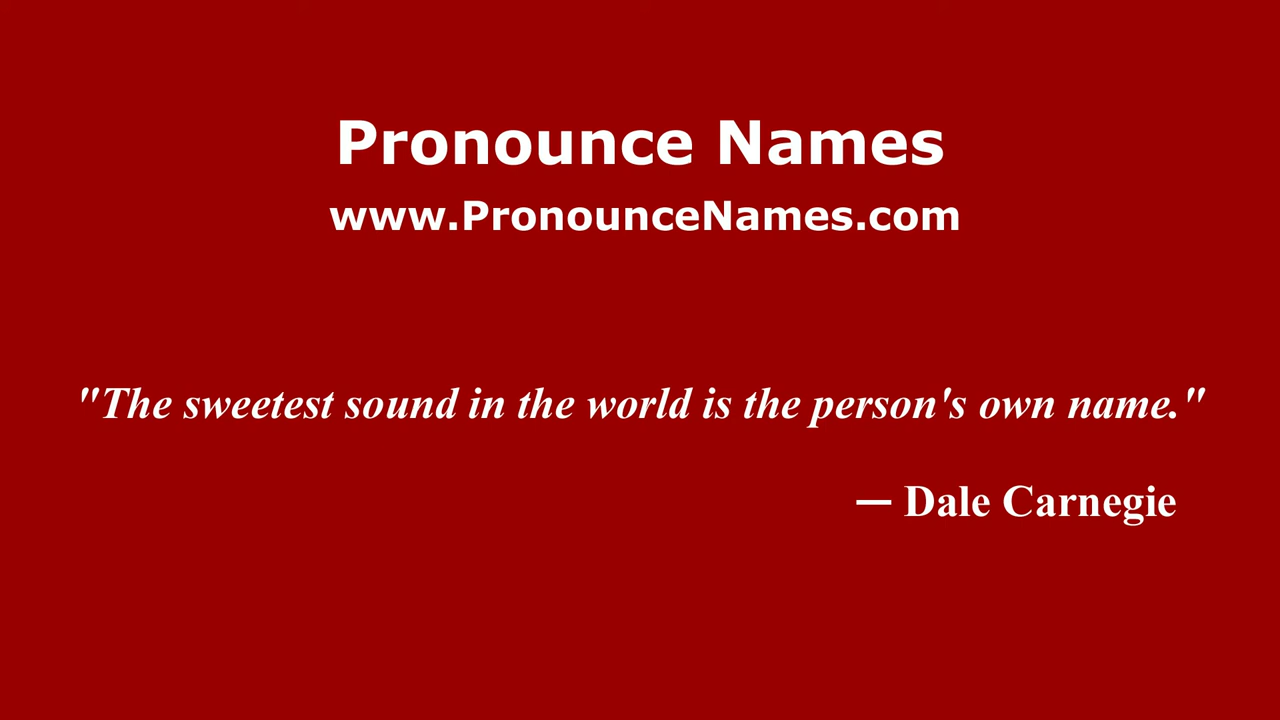 Pronounce Names
www.PronounceNames.com
"The sweetest sound in the world is the person's own name."
— Dale Carnegie